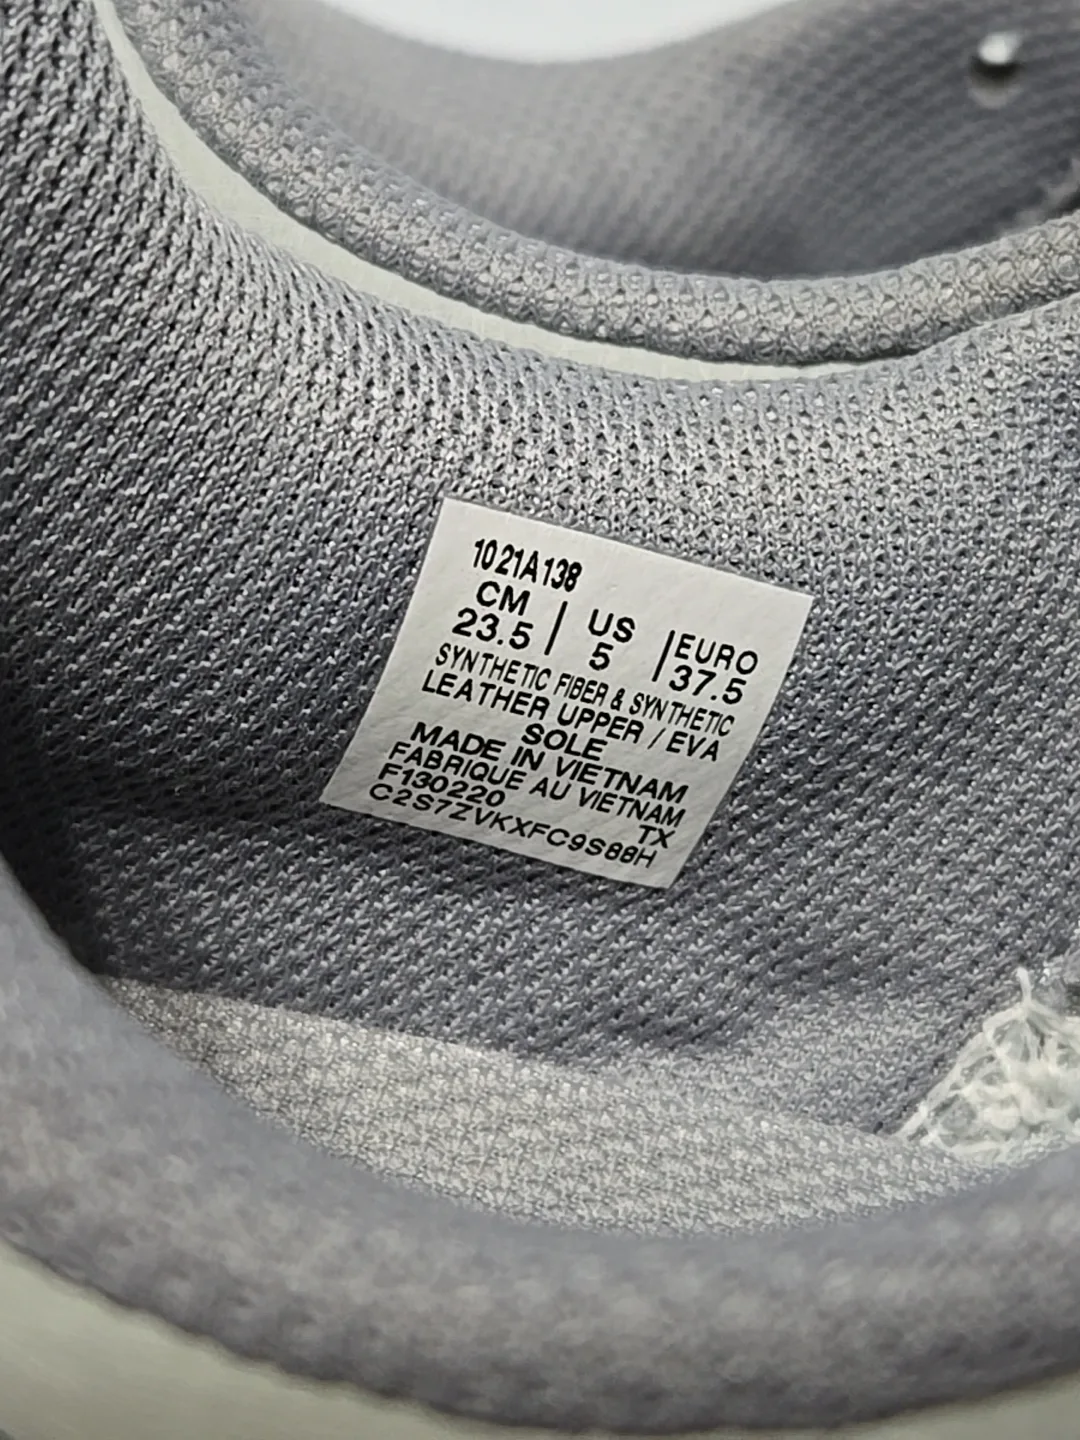 1021A138
CM | US | EURO
23.5 | 5 | 37.5
SYNTHETIC FIBER & SYNTHETIC
LEATHER UPPER / EVA
SOLE
MADE IN VIETNAM
FABRIQUE AU VIETNAM
F130220 TX
C2S7ZVKXFC9S88H